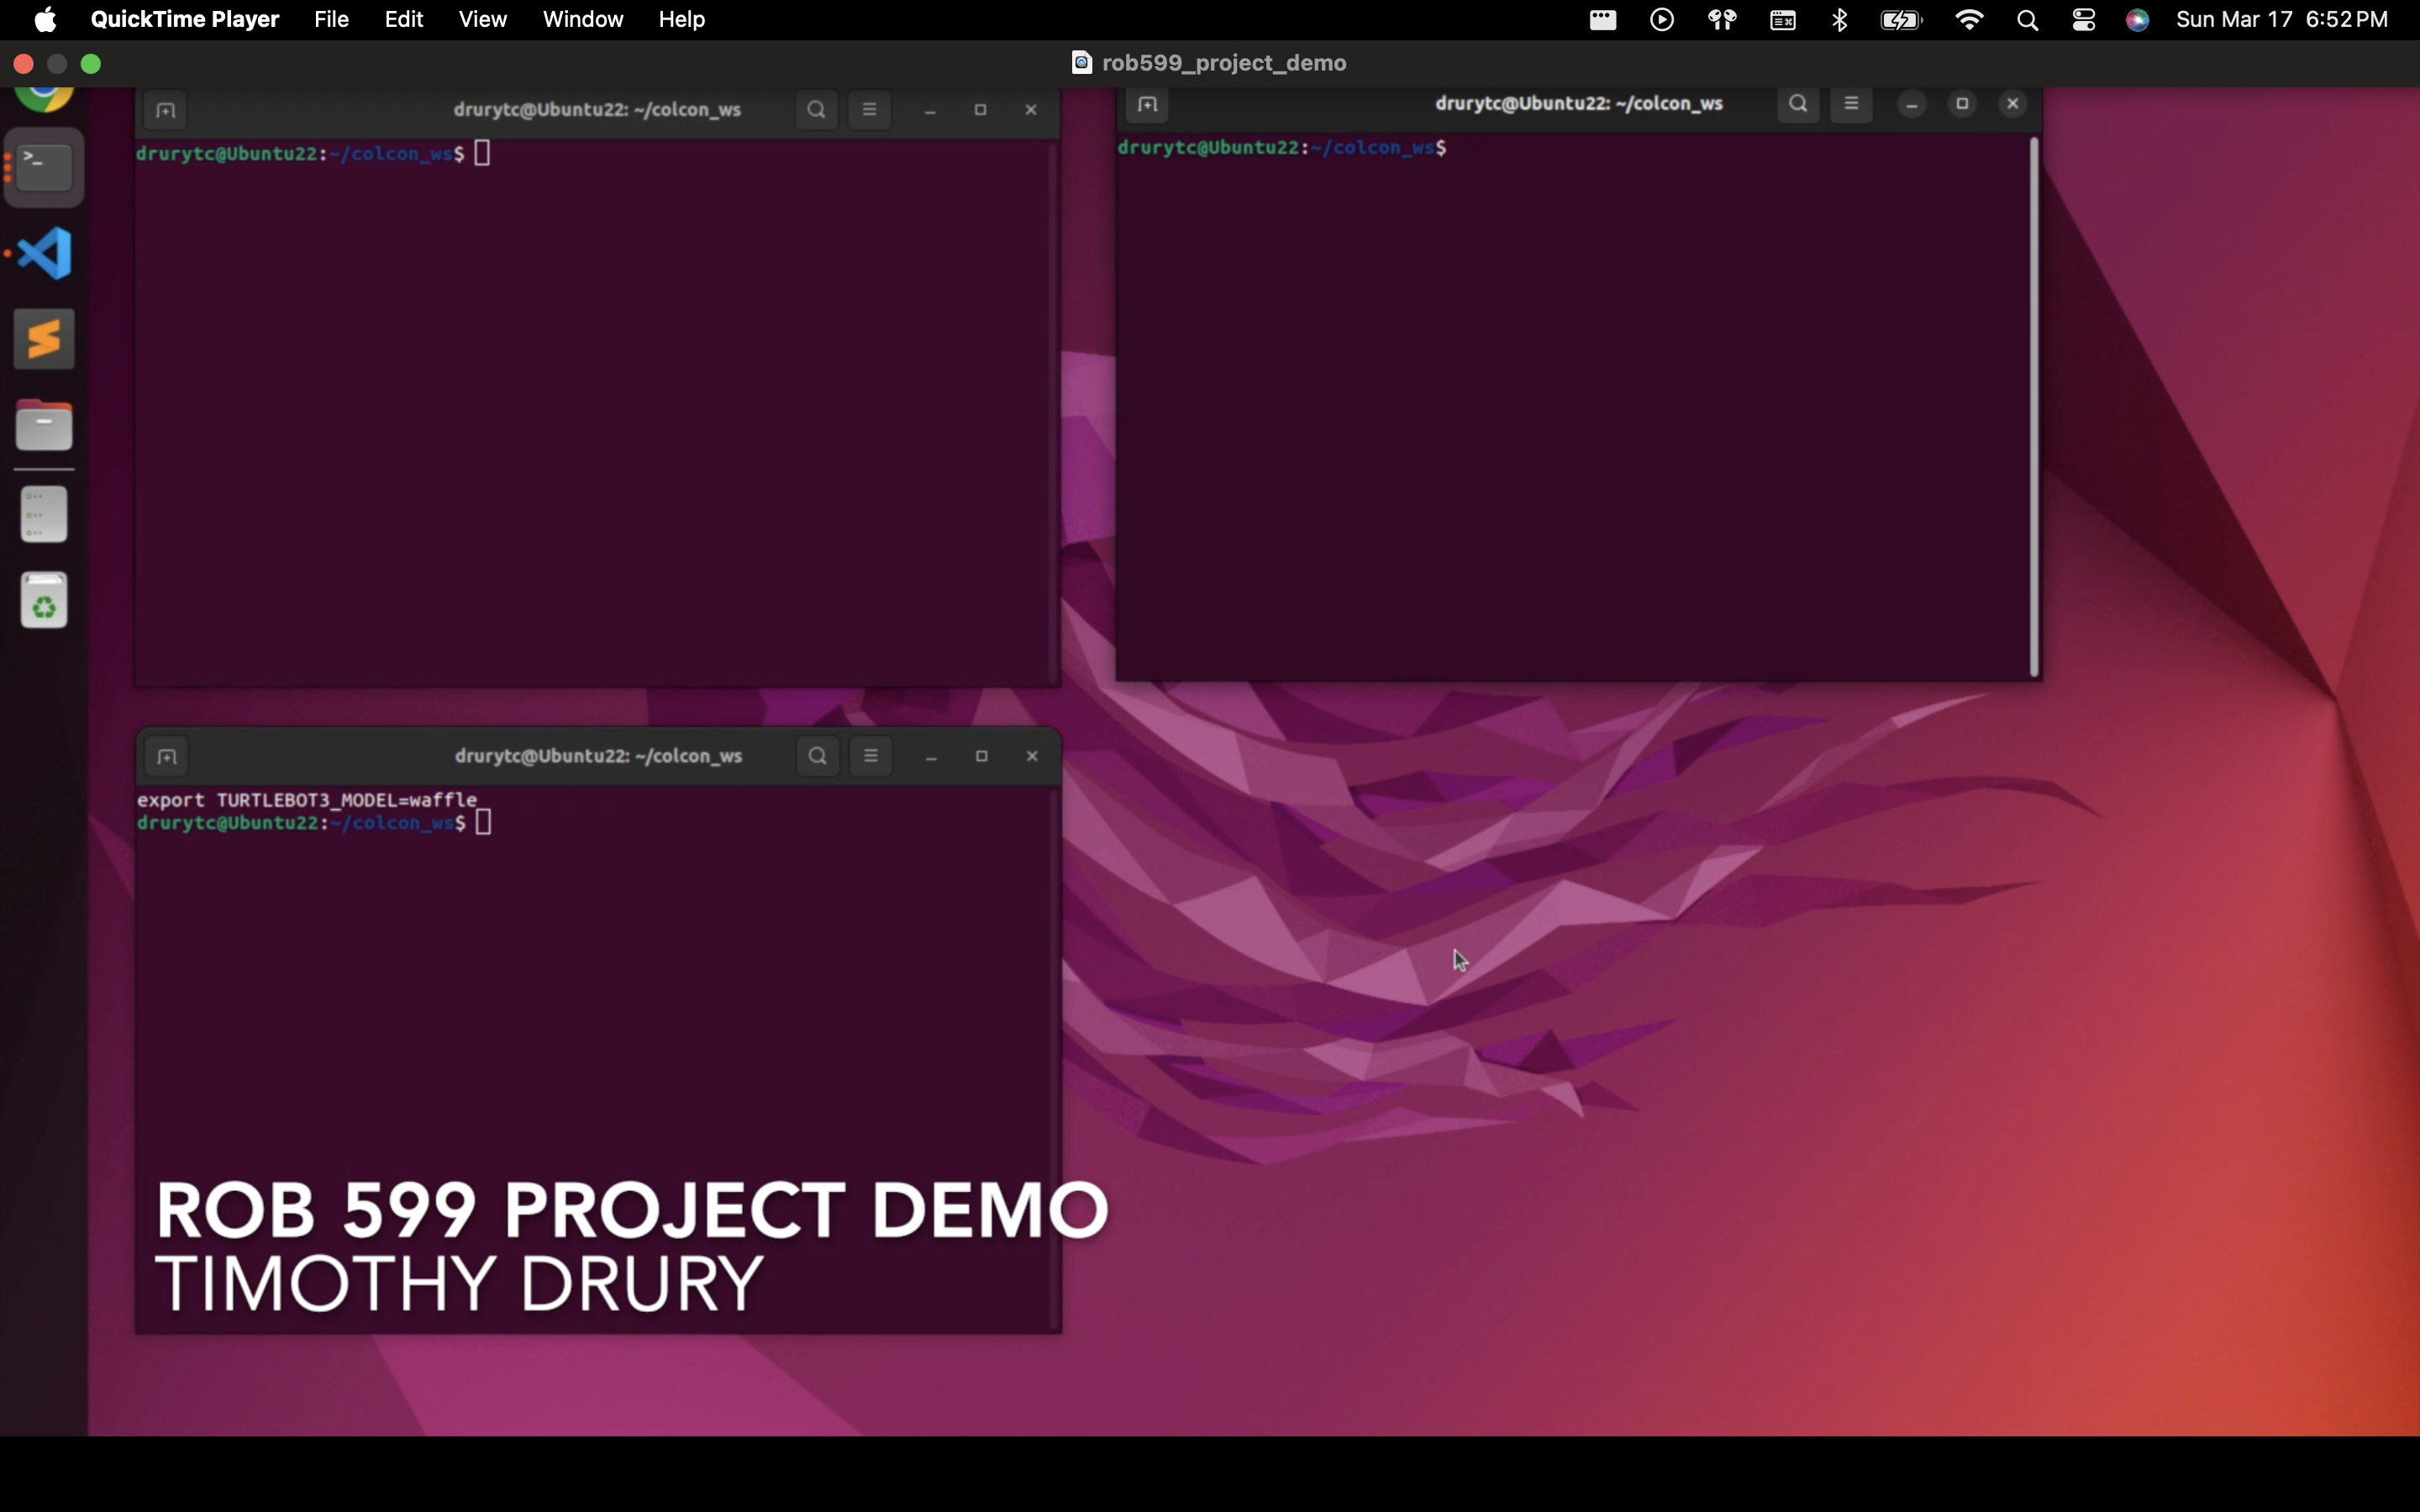 QuickTime Player File Edit View Window Help Sun Mar 17 6:52 PM
rob599_project_demo
drurytc@Ubuntu22: ~/colcon_ws
drurytc@Ubuntu22:~/colcon_ws$
drurytc@Ubuntu22: ~/colcon_ws
drurytc@Ubuntu22:~/colcon_ws$
drurytc@Ubuntu22: ~/colcon_ws
export TURTLEBOT3_MODEL=waffle
drurytc@Ubuntu22:~/colcon_ws$
ROB 599 PROJECT DEMO
TIMOTHY DRURY